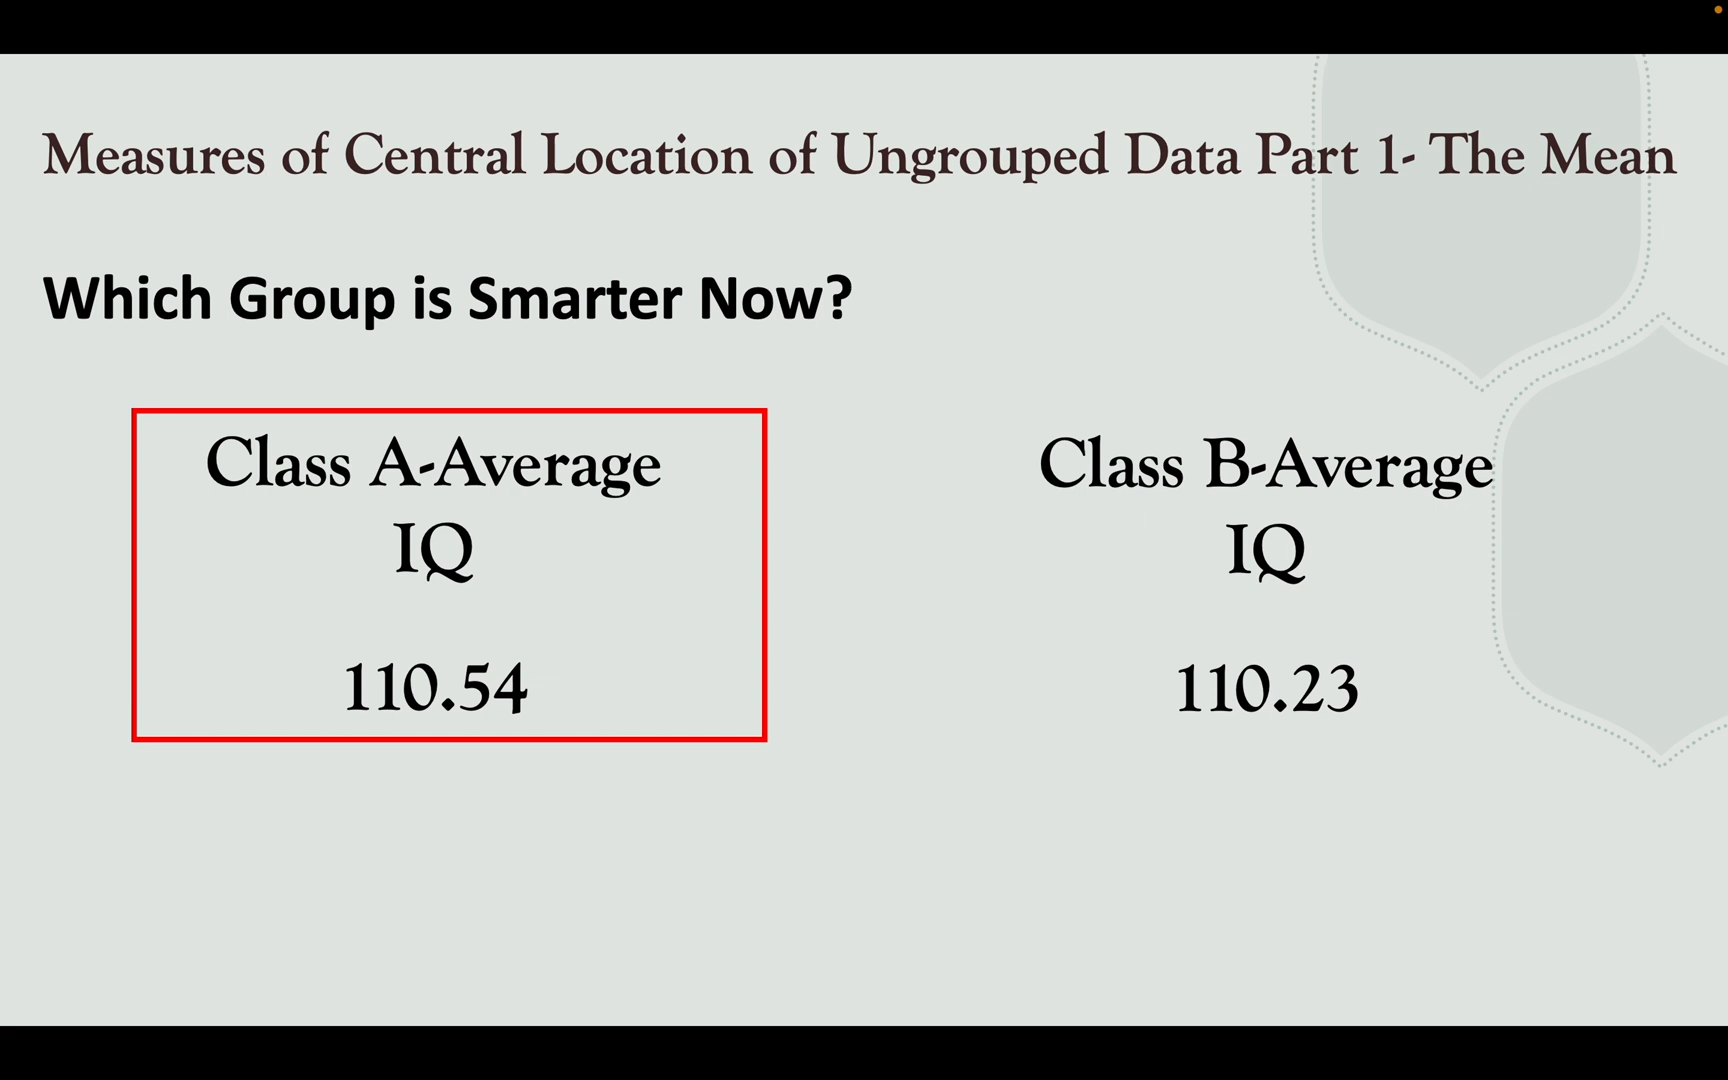 Measures of Central Location of Ungrouped Data Part 1- The Mean
Which Group is Smarter Now?
Class A-Average
IQ
110.54
Class B-Average
IQ
110.23